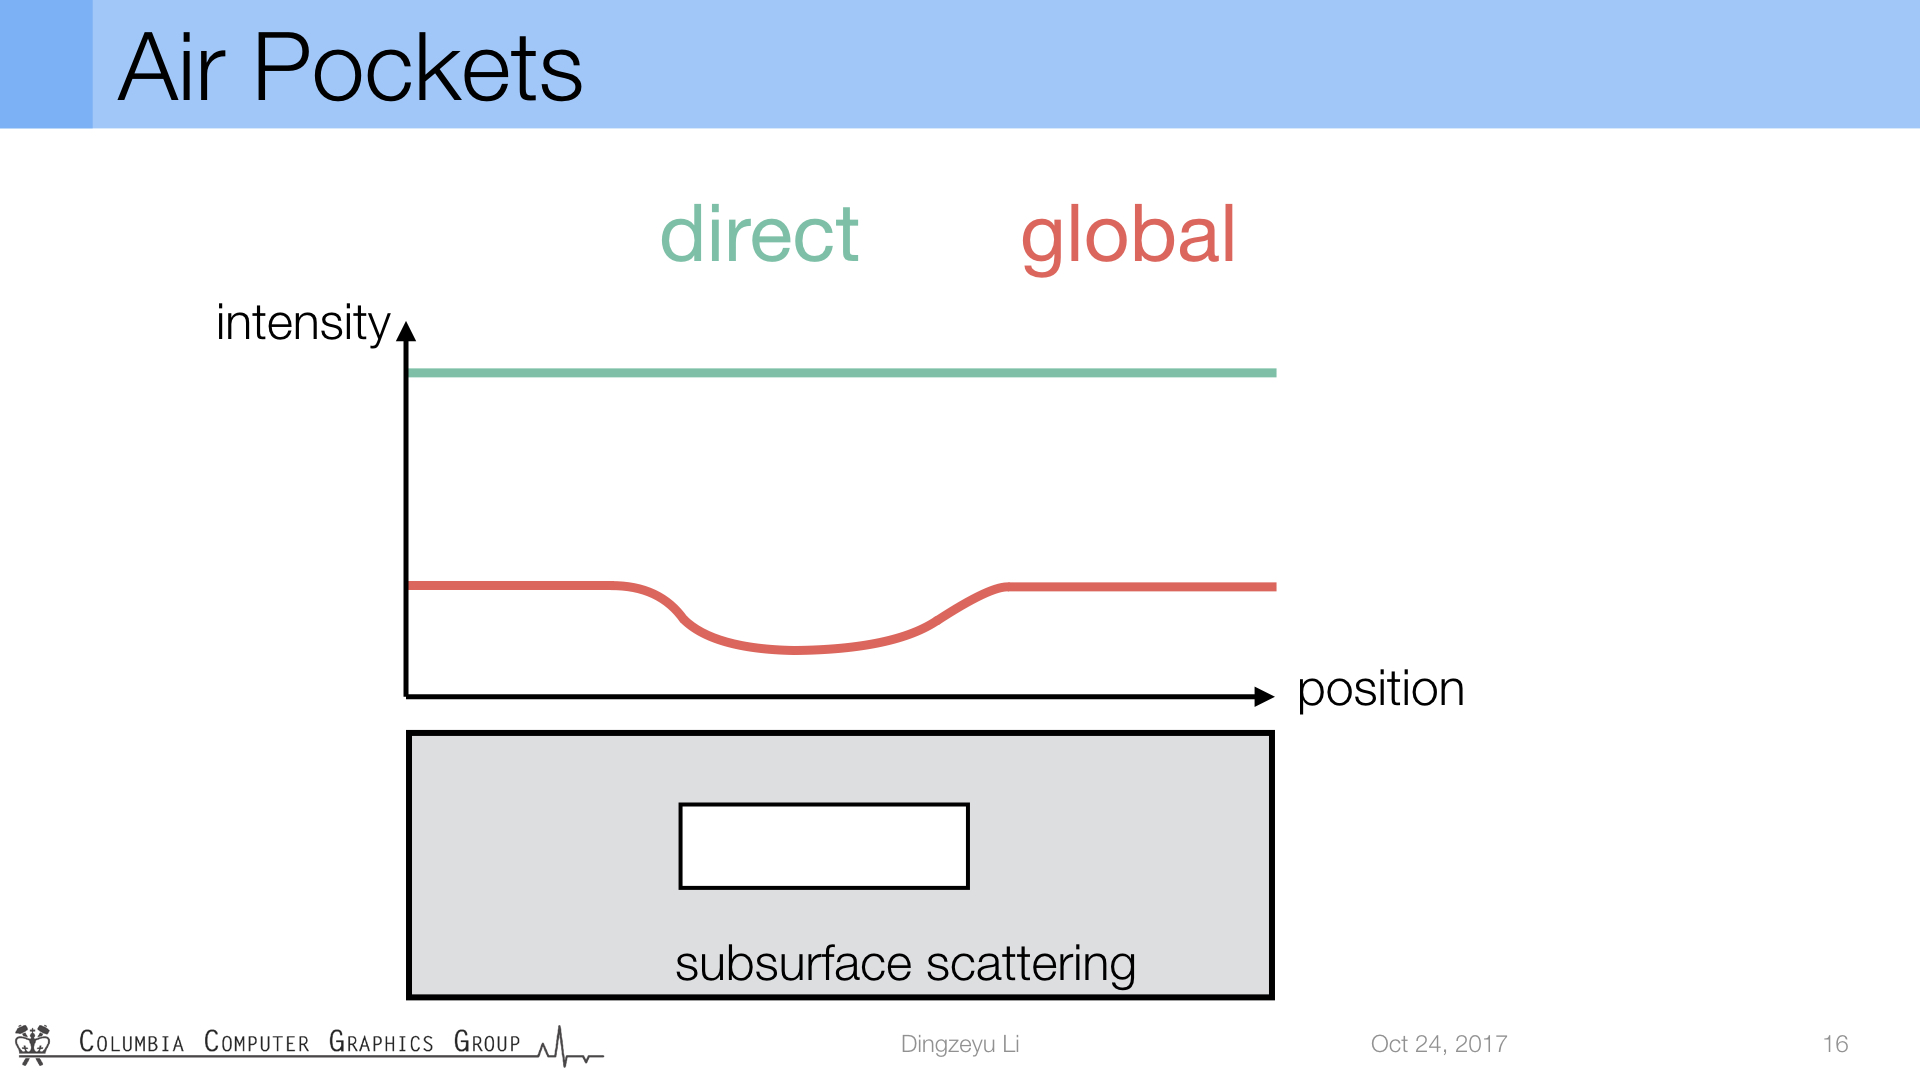 Air Pockets
direct global
intensity
position
subsurface scattering
COLUMBIA COMPUTER GRAPHICS GROUP
Dingzeyu Li
Oct 24, 2017
16